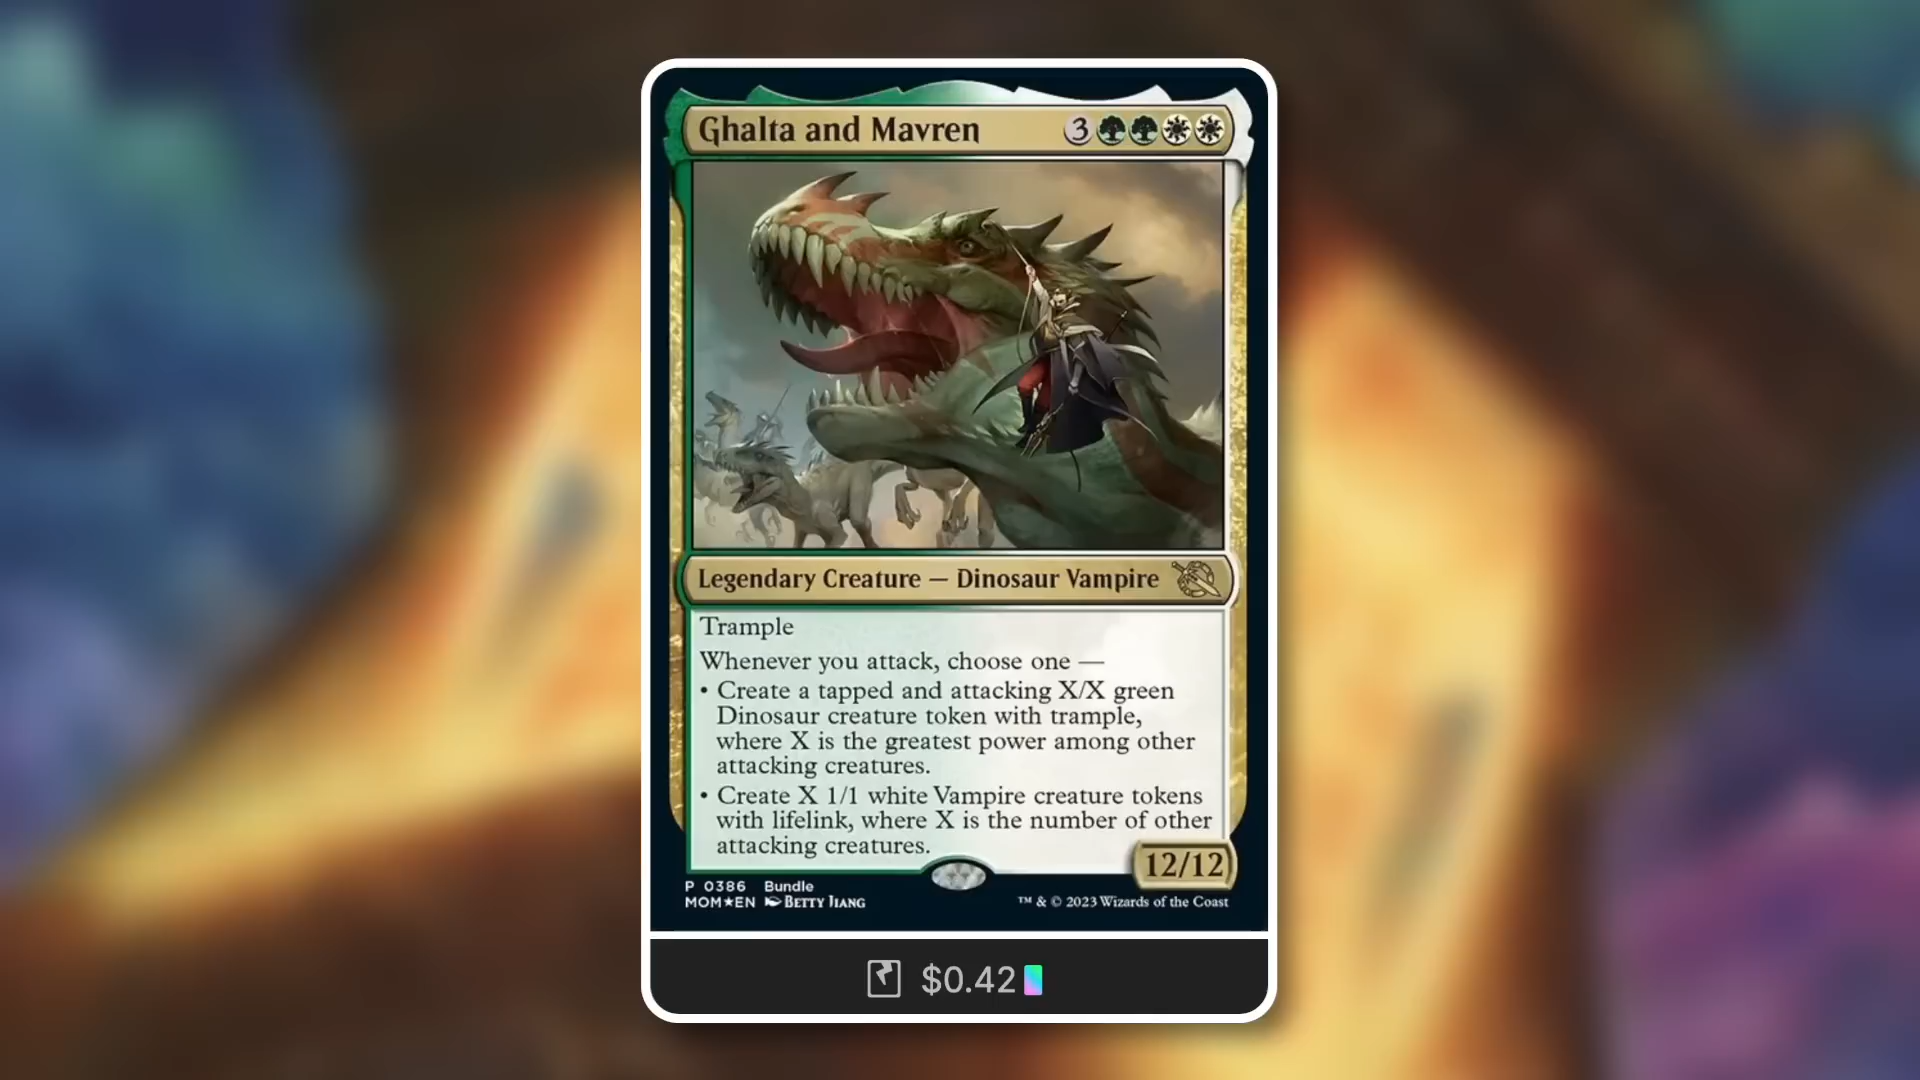 Ghalta and Mavren 3
Legendary Creature — Dinosaur Vampire
Trample
Whenever you attack, choose one —
• Create a tapped and attacking X/X green
Dinosaur creature token with trample,
where X is the greatest power among other
attacking creatures.
• Create X 1/1 white Vampire creature tokens
with lifelink, where X is the number of other
attacking creatures.
12/12
P 0386 Bundle
MOM★EN BETTY JIANG
™ & © 2023 Wizards of the Coast
$0.42